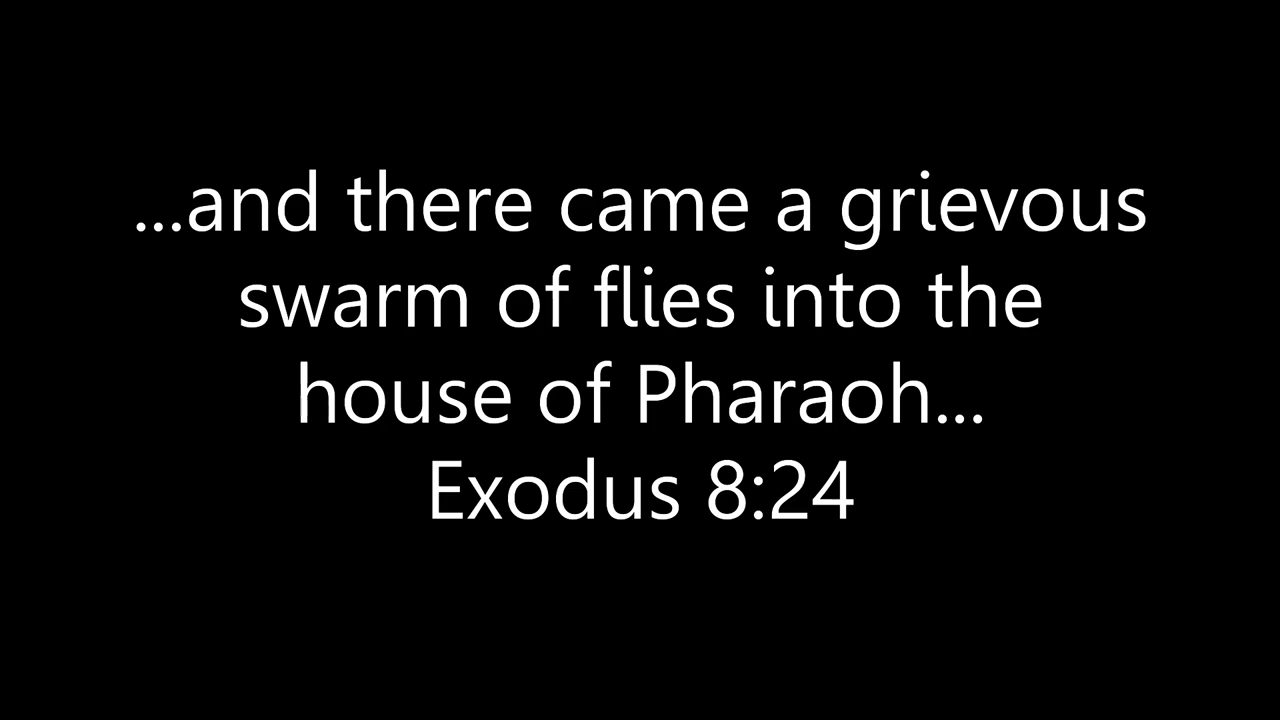 ...and there came a grievous
swarm of flies into the
house of Pharaoh...
Exodus 8:24